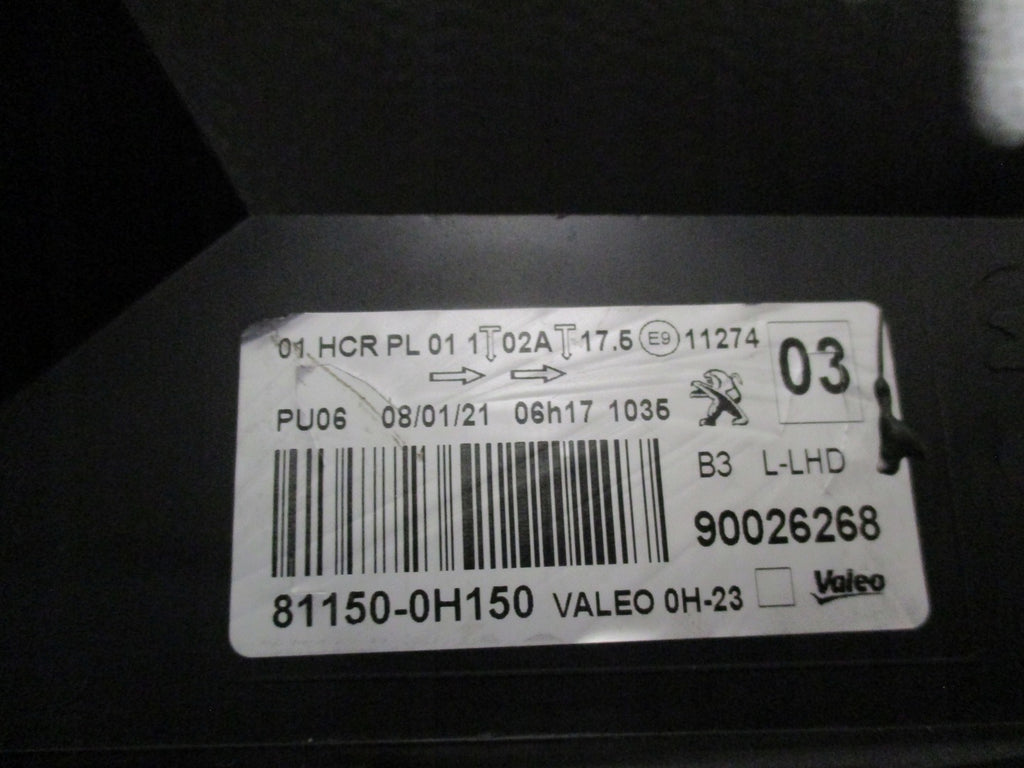 01. HCR PL 01 1 02A 17.5 E9 11274
03
PU06 08/01/21 06h17 1035
B3 L-LHD
90026268
81150-0H150 VALEO 0H-23 Valeo